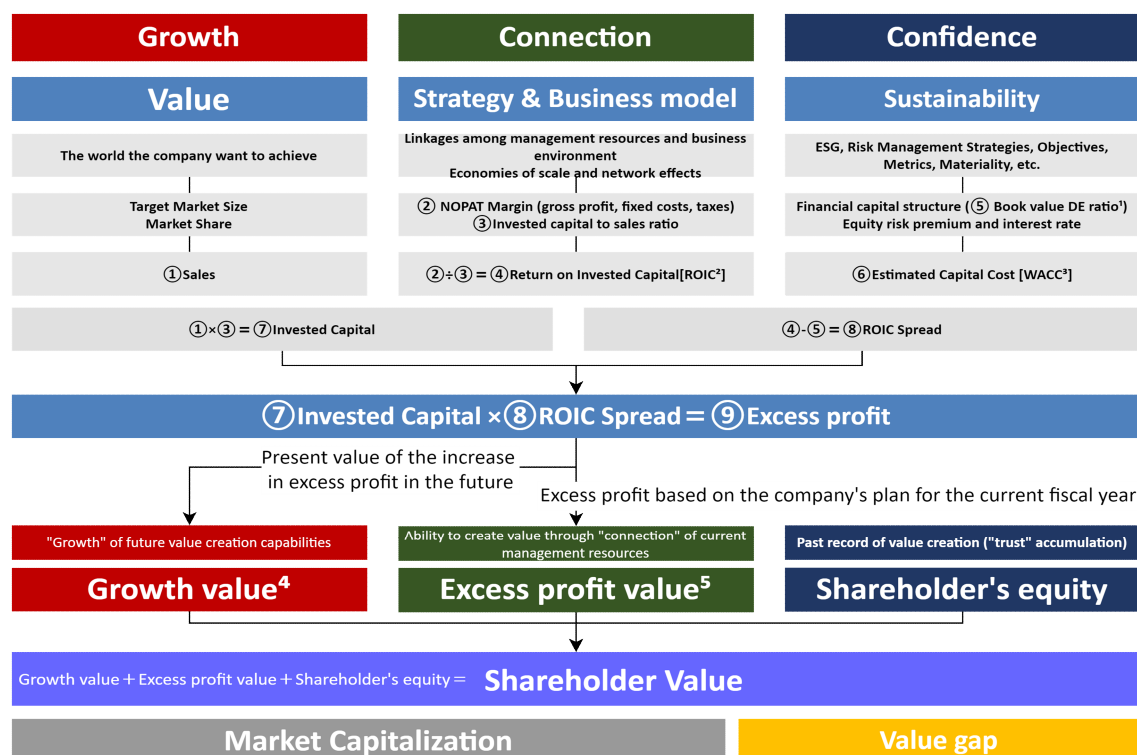 Growth
Connection
Confidence
Value
Strategy & Business model
Sustainability
The world the company want to achieve
Linkages among management resources and business
environment
Economies of scale and network effects
ESG, Risk Management Strategies, Objectives,
Metrics, Materiality, etc.
Target Market Size
Market Share
② NOPAT Margin (gross profit, fixed costs, taxes)
③Invested capital to sales ratio
Financial capital structure (⑤ Book value DE ratio¹)
Equity risk premium and interest rate
①Sales
②÷③ = ④Return on Invested Capital[ROIC²]
⑥Estimated Capital Cost [WACC³]
①×③ = ⑦Invested Capital
④-⑤ = ⑧ROIC Spread
⑦Invested Capital ×⑧ROIC Spread = ⑨Excess profit
Present value of the increase
in excess profit in the future
Excess profit based on the company's plan for the current fiscal year
"Growth" of future value creation capabilities
Ability to create value through "connection" of current
management resources
Past record of value creation ("trust" accumulation)
Growth value⁴
Excess profit value⁵
Shareholder's equity
Growth value+Excess profit value+Shareholder's equity= Shareholder Value
Market Capitalization
Value gap